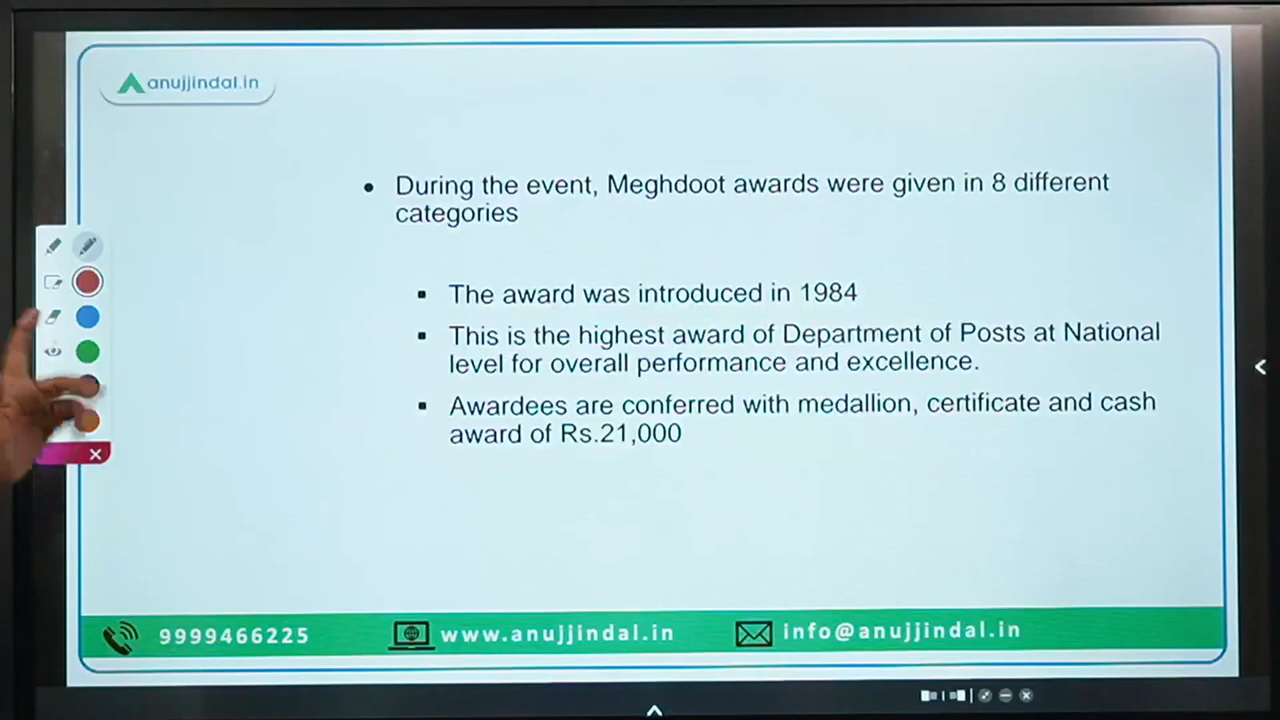 anujjindal.in
• During the event, Meghdoot awards were given in 8 different
categories
▪ The award was introduced in 1984
▪ This is the highest award of Department of Posts at National
level for overall performance and excellence.
▪ Awardees are conferred with medallion, certificate and cash
award of Rs.21,000
9999466225 www.anujjindal.in info@anujjindal.in